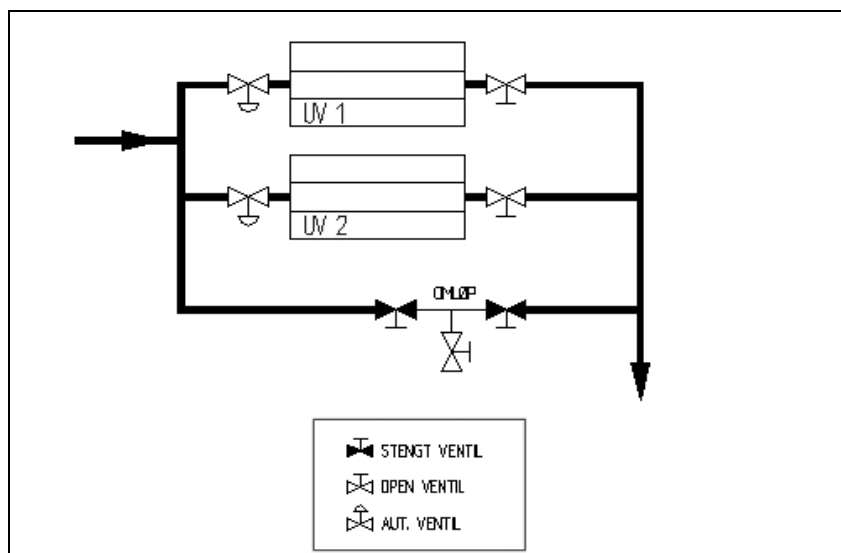 UV 1
UV 2
OMLØP
STENGT VENTIL
OPEN VENTIL
AUT. VENTIL